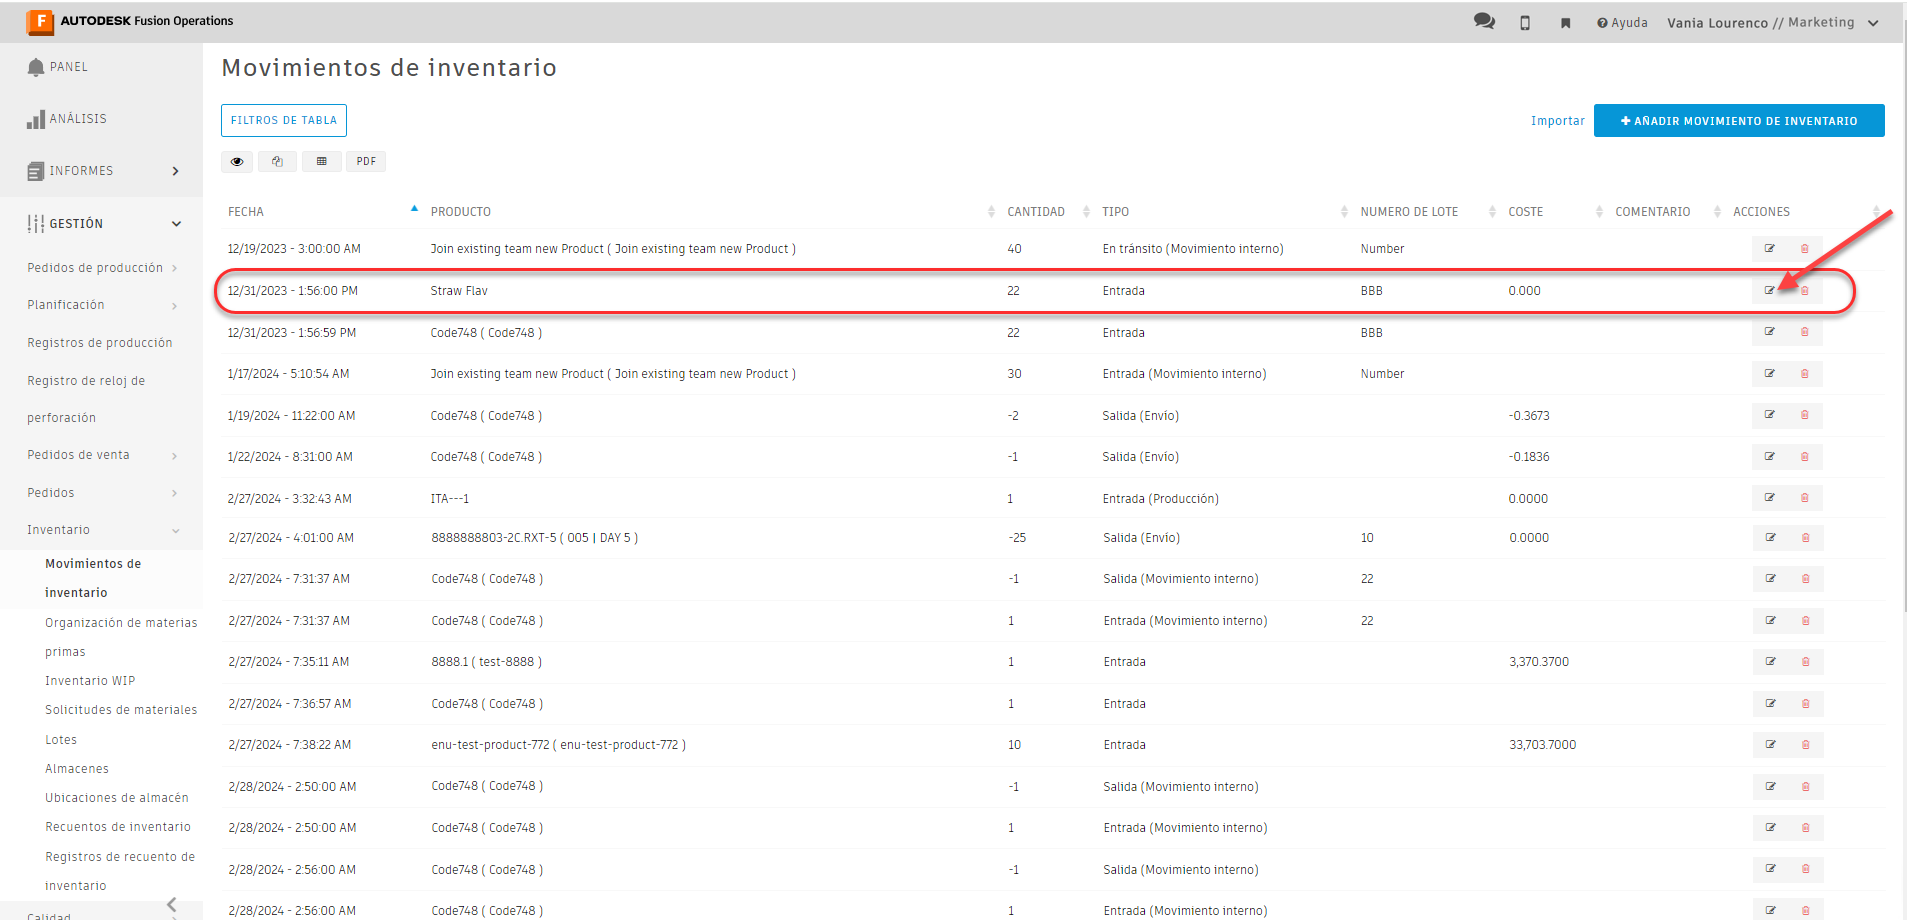 AUTODESK Fusion Operations
Ayuda
Vania Lourenco // Marketing
PANEL
ANÁLISIS
INFORMES
GESTIÓN
Pedidos de producción
Planificación
Registros de producción
Registro de reloj de
perforación
Pedidos de venta
Pedidos
Inventario
Movimientos de
inventario
Organización de materias
primas
Inventario WIP
Solicitudes de materiales
Lotes
Almacenes
Ubicaciones de almacén
Recuentos de inventario
Registros de recuento de
inventario
Calidad
Movimientos de inventario
FILTROS DE TABLA
Importar
+ AÑADIR MOVIMIENTO DE INVENTARIO
PDF
FECHA PRODUCTO CANTIDAD TIPO NUMERO DE LOTE COSTE COMENTARIO ACCIONES
12/19/2023 - 3:00:00 AM Join existing team new Product ( Join existing team new Product ) 40 En tránsito (Movimiento interno) Number
12/31/2023 - 1:56:00 PM Straw Flav 22 Entrada BBB 0.000
12/31/2023 - 1:56:59 PM Code748 ( Code748 ) 22 Entrada BBB
1/17/2024 - 5:10:54 AM Join existing team new Product ( Join existing team new Product ) 30 Entrada (Movimiento interno) Number
1/19/2024 - 11:22:00 AM Code748 ( Code748 ) -2 Salida (Envío) -0.3673
1/22/2024 - 8:31:00 AM Code748 ( Code748 ) -1 Salida (Envío) -0.1836
2/27/2024 - 3:32:43 AM ITA---1 1 Entrada (Producción) 0.0000
2/27/2024 - 4:01:00 AM 8888888803-2C.RXT-5 ( 005 | DAY 5 ) -25 Salida (Envío) 10 0.0000
2/27/2024 - 7:31:37 AM Code748 ( Code748 ) -1 Salida (Movimiento interno) 22
2/27/2024 - 7:31:37 AM Code748 ( Code748 ) 1 Entrada (Movimiento interno) 22
2/27/2024 - 7:35:11 AM 8888.1 ( test-8888 ) 1 Entrada 3,370.3700
2/27/2024 - 7:36:57 AM Code748 ( Code748 ) 1 Entrada
2/27/2024 - 7:38:22 AM enu-test-product-772 ( enu-test-product-772 ) 10 Entrada 33,703.7000
2/28/2024 - 2:50:00 AM Code748 ( Code748 ) -1 Salida (Movimiento interno)
2/28/2024 - 2:50:00 AM Code748 ( Code748 ) 1 Entrada (Movimiento interno)
2/28/2024 - 2:56:00 AM Code748 ( Code748 ) -1 Salida (Movimiento interno)
2/28/2024 - 2:56:00 AM Code748 ( Code748 ) 1 Entrada (Movimiento interno)